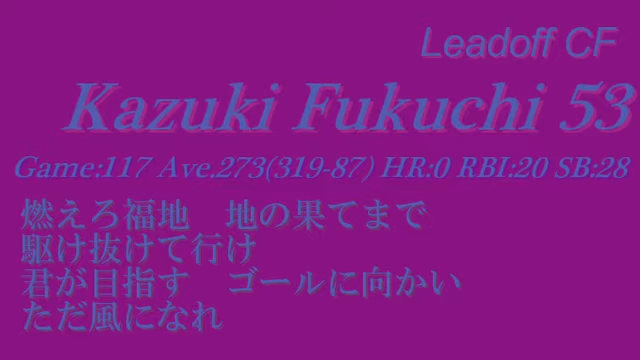 Leadoff CF
Kazuki Fukuchi 53
Game:117 Ave.273(319-87) HR:0 RBI:20 SB:28
燃えろ福地　地の果てまで
駆け抜けて行け
君が目指す　ゴールに向かい
ただ風になれ